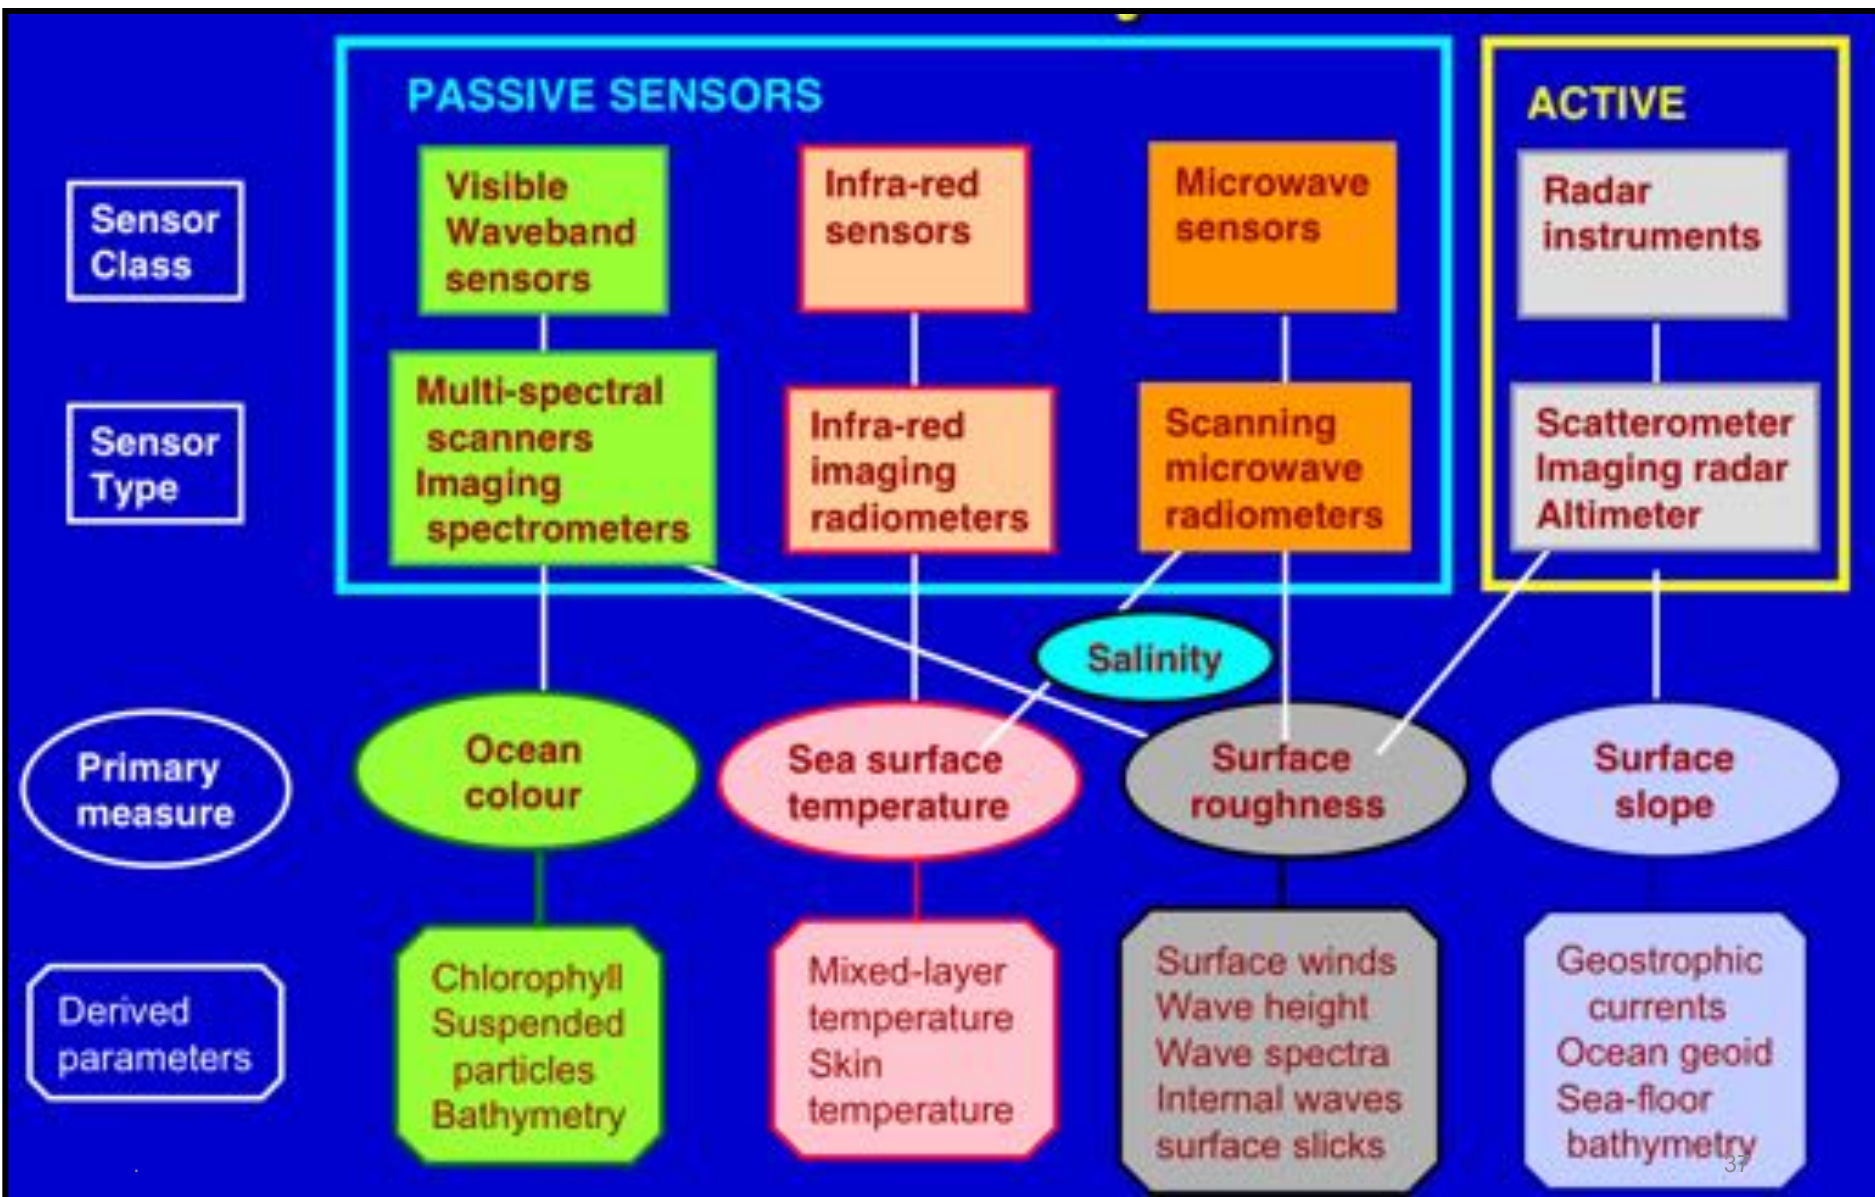 PASSIVE SENSORS
ACTIVE
Sensor
Class
Visible
Waveband
sensors
Infra-red
sensors
Microwave
sensors
Radar
instruments
Sensor
Type
Multi-spectral
scanners
Imaging
spectrometers
Infra-red
imaging
radiometers
Scanning
microwave
radiometers
Scatterometer
Imaging radar
Altimeter
Salinity
Primary
measure
Ocean
colour
Sea surface
temperature
Surface
roughness
Surface
slope
Derived
parameters
Chlorophyll
Suspended
particles
Bathymetry
Mixed-layer
temperature
Skin
temperature
Surface winds
Wave height
Wave spectra
Internal waves
surface slicks
Geostrophic
currents
Ocean geoid
Sea-floor
bathymetry
37